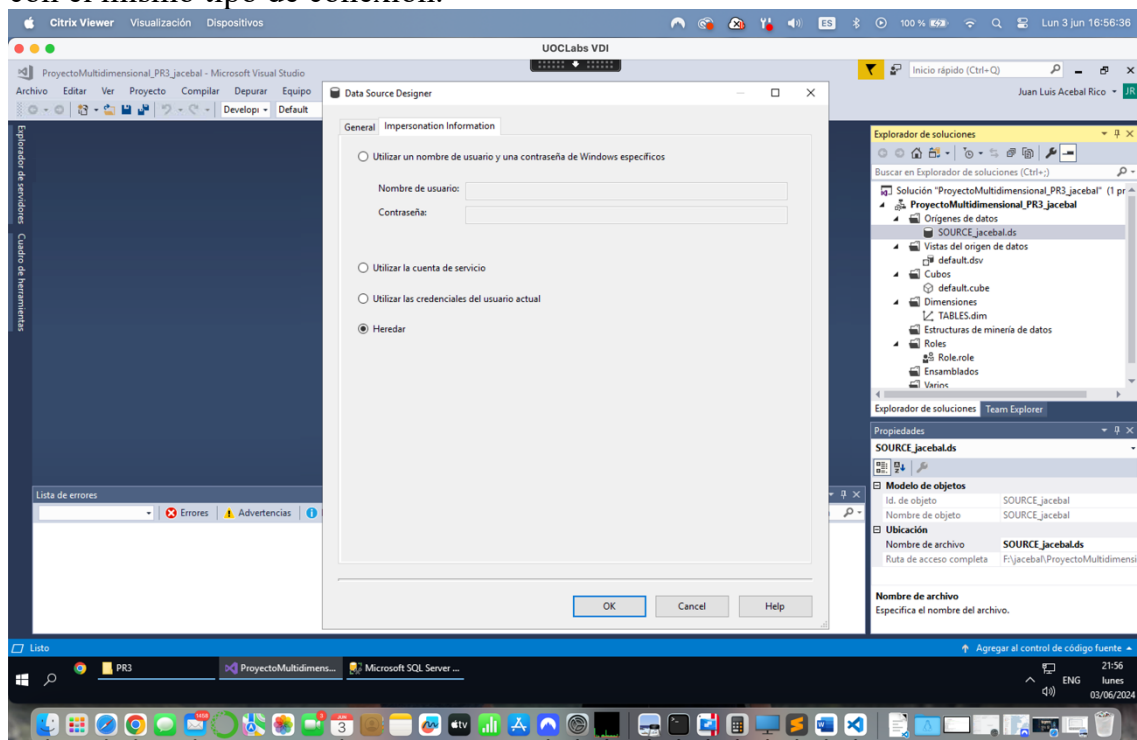 con el mismo tipo de conexión.
Citrix Viewer Visualización Dispositivos
ES 100 % Lun 3 jun 16:56:36
UOCLabs VDI
ProyectoMultidimensional_PR3_jacebal - Microsoft Visual Studio
Inicio rápido (Ctrl+Q)
Archivo Editar Ver Proyecto Compilar Depurar Equipo
Juan Luis Acebal Rico JR
Developi Default
Explorador de servidores
Cuadro de herramientas
Data Source Designer
General Impersonation Information
Utilizar un nombre de usuario y una contraseña de Windows específicos
Nombre de usuario:
Contraseña:
Utilizar la cuenta de servicio
Utilizar las credenciales del usuario actual
Heredar
OK Cancel Help
Explorador de soluciones
Buscar en Explorador de soluciones (Ctrl+;)
Solución "ProyectoMultidimensional_PR3_jacebal" (1 pr
ProyectoMultidimensional_PR3_jacebal
Orígenes de datos
SOURCE_jacebal.ds
Vistas del origen de datos
default.dsv
Cubos
default.cube
Dimensiones
TABLES.dim
Estructuras de minería de datos
Roles
Role.role
Ensamblados
Varios
Explorador de soluciones Team Explorer
Propiedades
SOURCE_jacebal.ds
Modelo de objetos
Id. de objeto SOURCE_jacebal
Nombre de objeto SOURCE_jacebal
Ubicación
Nombre de archivo SOURCE_jacebal.ds
Ruta de acceso completa F:\jacebal\ProyectoMultidimensi
Nombre de archivo
Especifica el nombre del archivo.
Lista de errores
Errores Advertencias
Listo
Agregar al control de código fuente
PR3 ProyectoMultidimens... Microsoft SQL Server ...
21:56
ENG lunes
03/06/2024
JUN
3
tv